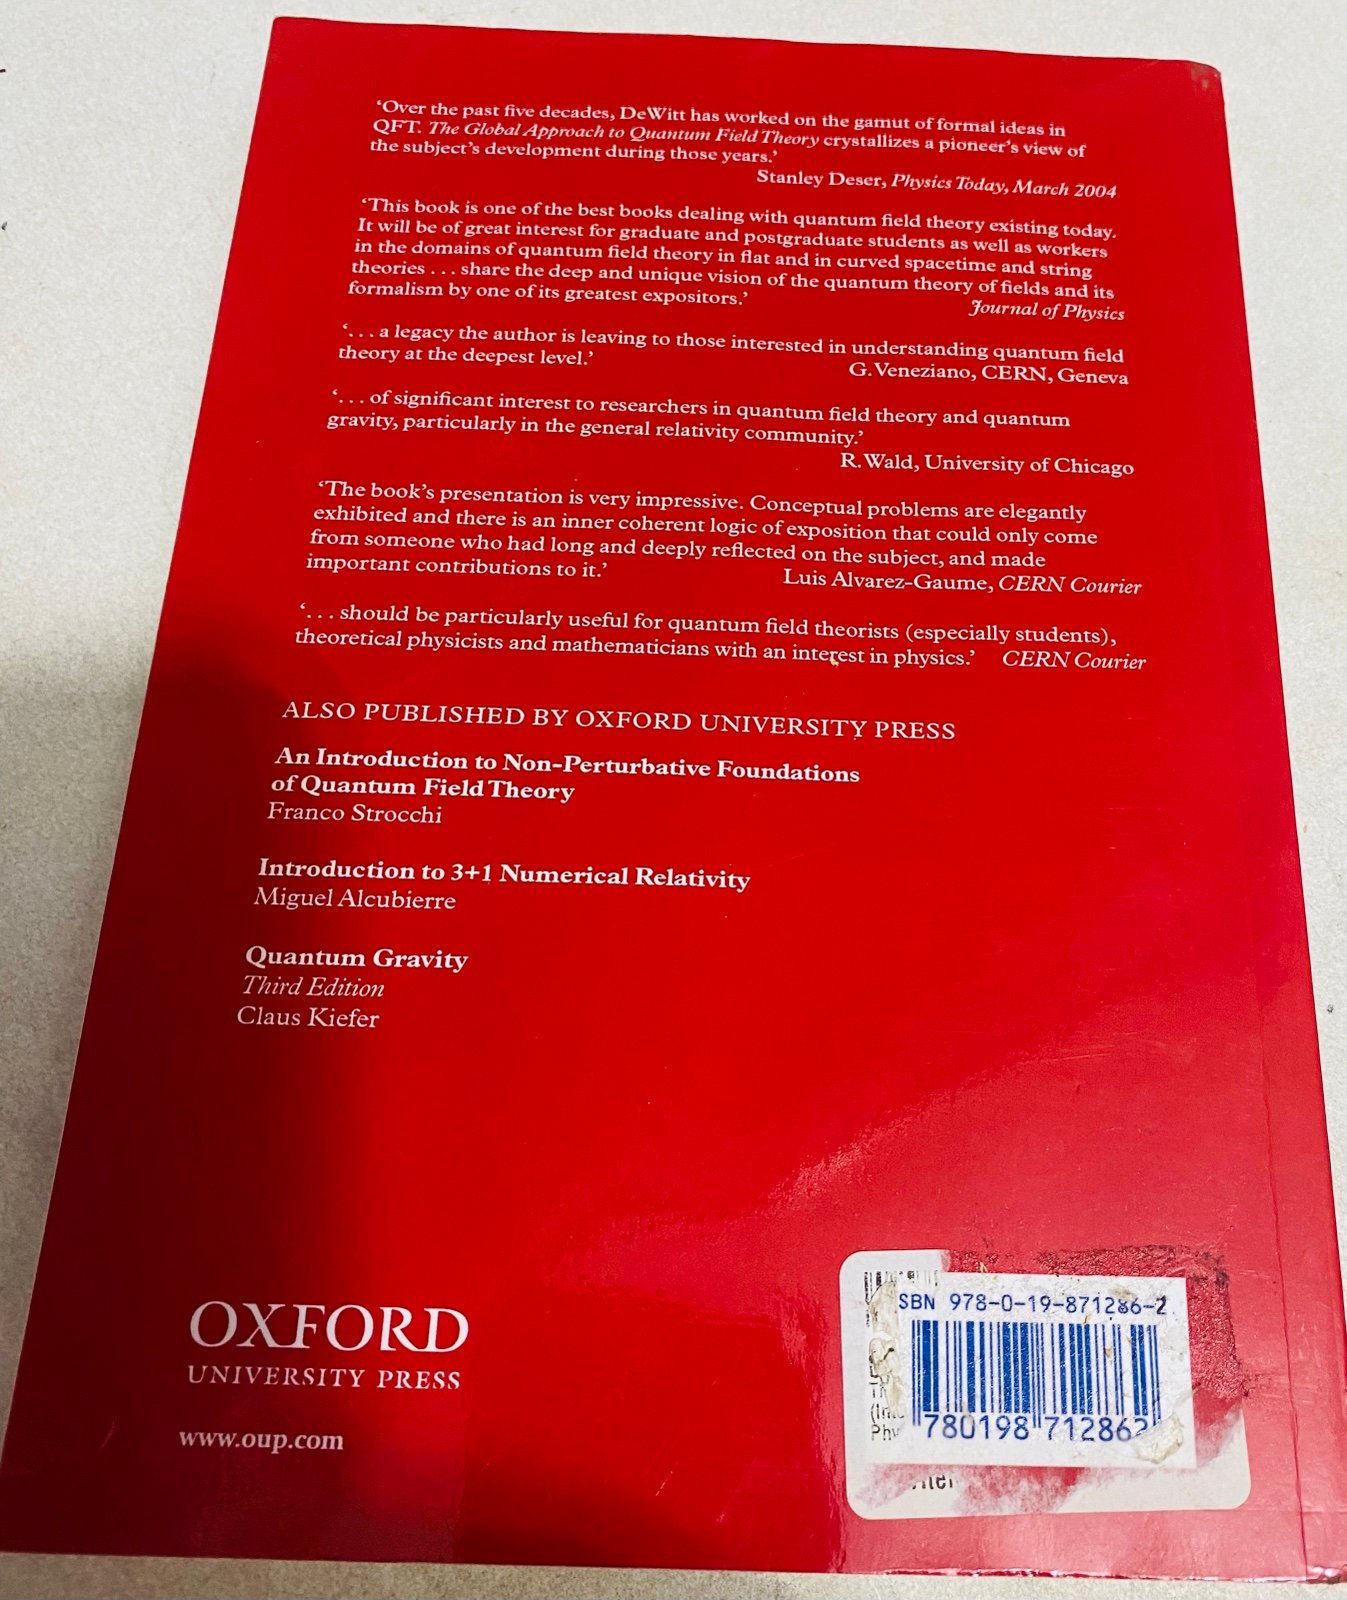 ‘Over the past five decades, DeWitt has worked on the gamut of formal ideas in
QFT. The Global Approach to Quantum Field Theory crystallizes a pioneer’s view of
the subject’s development during those years.’
Stanley Deser, Physics Today, March 2004
‘This book is one of the best books dealing with quantum field theory existing today.
It will be of great interest for graduate and postgraduate students as well as workers
in the domains of quantum field theory in flat and in curved spacetime and string
theories . . . share the deep and unique vision of the quantum theory of fields and its
formalism by one of its greatest expositors.’
Journal of Physics
‘. . . a legacy the author is leaving to those interested in understanding quantum field
theory at the deepest level.’
G. Veneziano, CERN, Geneva
‘. . . of significant interest to researchers in quantum field theory and quantum
gravity, particularly in the general relativity community.’
R. Wald, University of Chicago
‘The book’s presentation is very impressive. Conceptual problems are elegantly
exhibited and there is an inner coherent logic of exposition that could only come
from someone who had long and deeply reflected on the subject, and made
important contributions to it.’
Luis Alvarez-Gaume, CERN Courier
‘. . . should be particularly useful for quantum field theorists (especially students),
theoretical physicists and mathematicians with an interest in physics.’ CERN Courier
ALSO PUBLISHED BY OXFORD UNIVERSITY PRESS
An Introduction to Non-Perturbative Foundations
of Quantum Field Theory
Franco Strocchi
Introduction to 3+1 Numerical Relativity
Miguel Alcubierre
Quantum Gravity
Third Edition
Claus Kiefer
OXFORD
UNIVERSITY PRESS
www.oup.com
SBN 978-0-19-871286-2
780198 712862